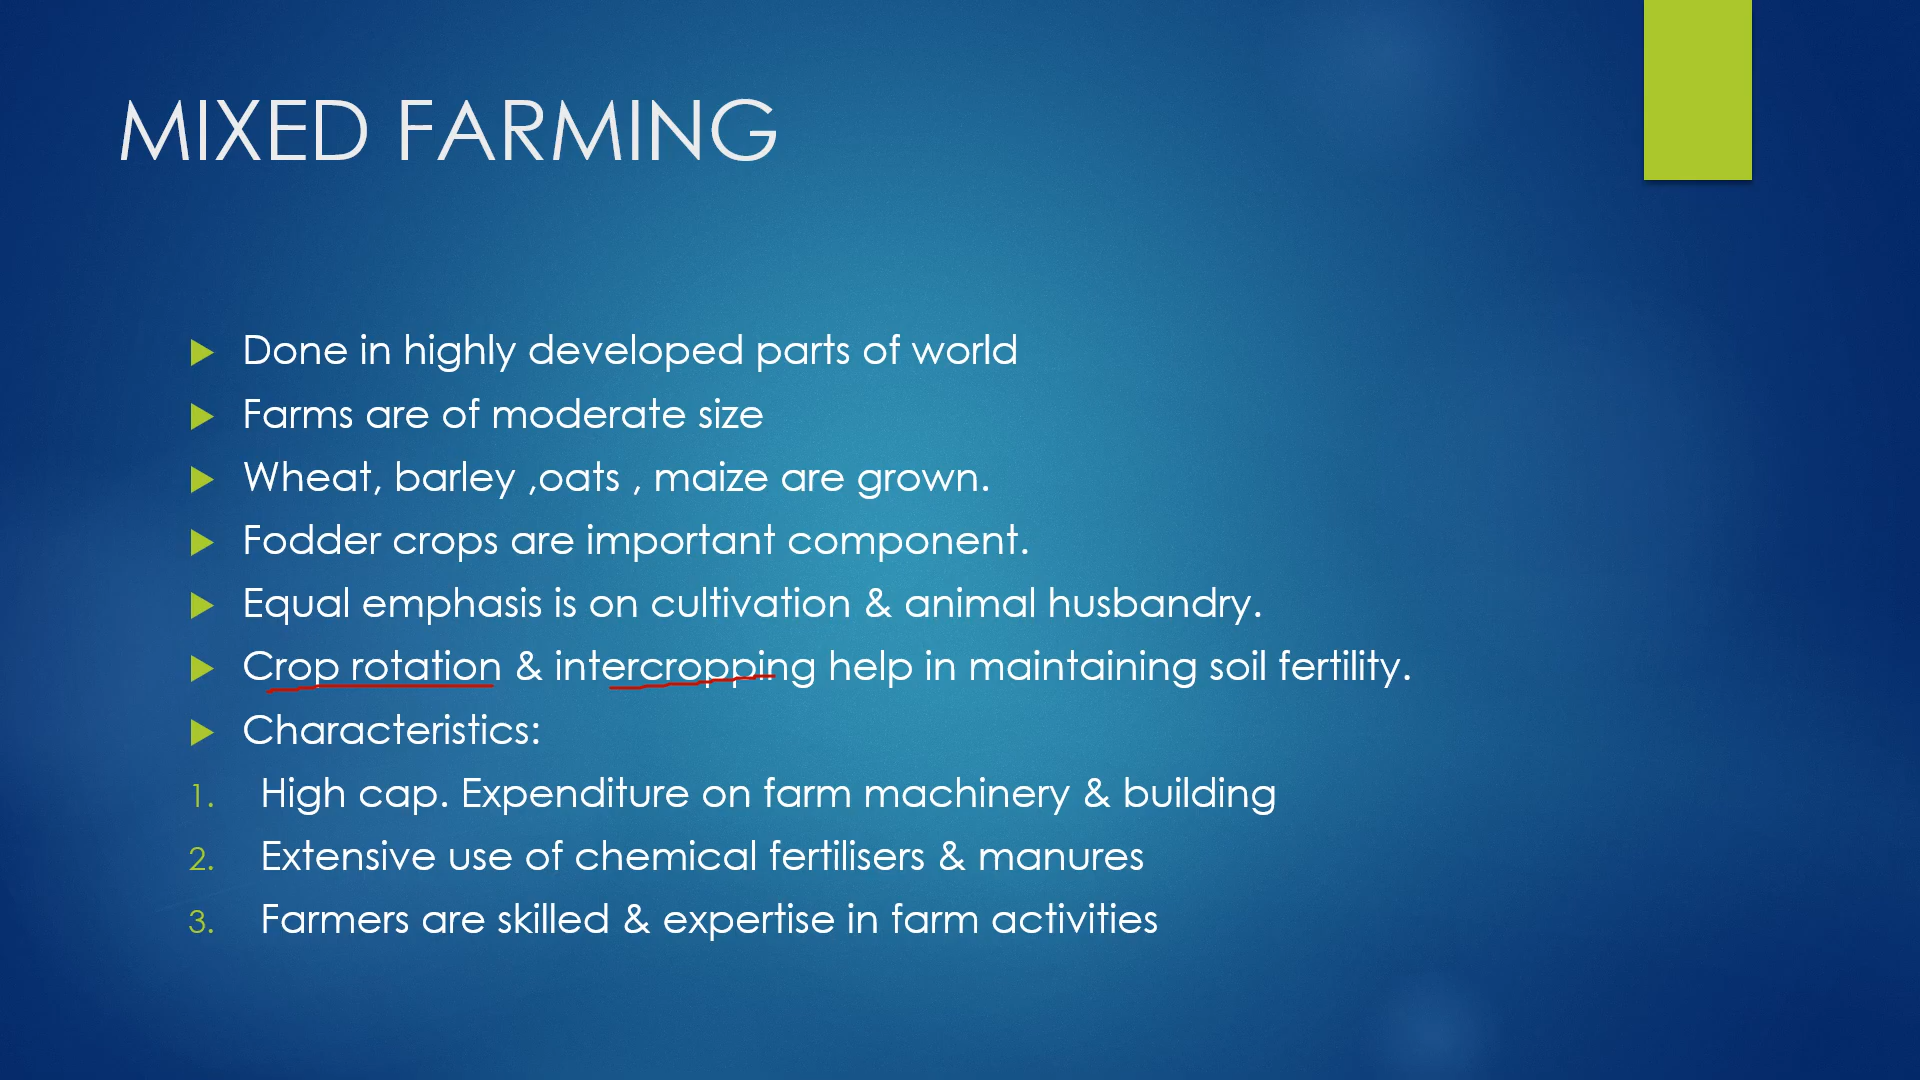 MIXED FARMING
Done in highly developed parts of world
Farms are of moderate size
Wheat, barley ,oats , maize are grown.
Fodder crops are important component.
Equal emphasis is on cultivation & animal husbandry.
Crop rotation & intercropping help in maintaining soil fertility.
Characteristics:
1. High cap. Expenditure on farm machinery & building
2. Extensive use of chemical fertilisers & manures
3. Farmers are skilled & expertise in farm activities